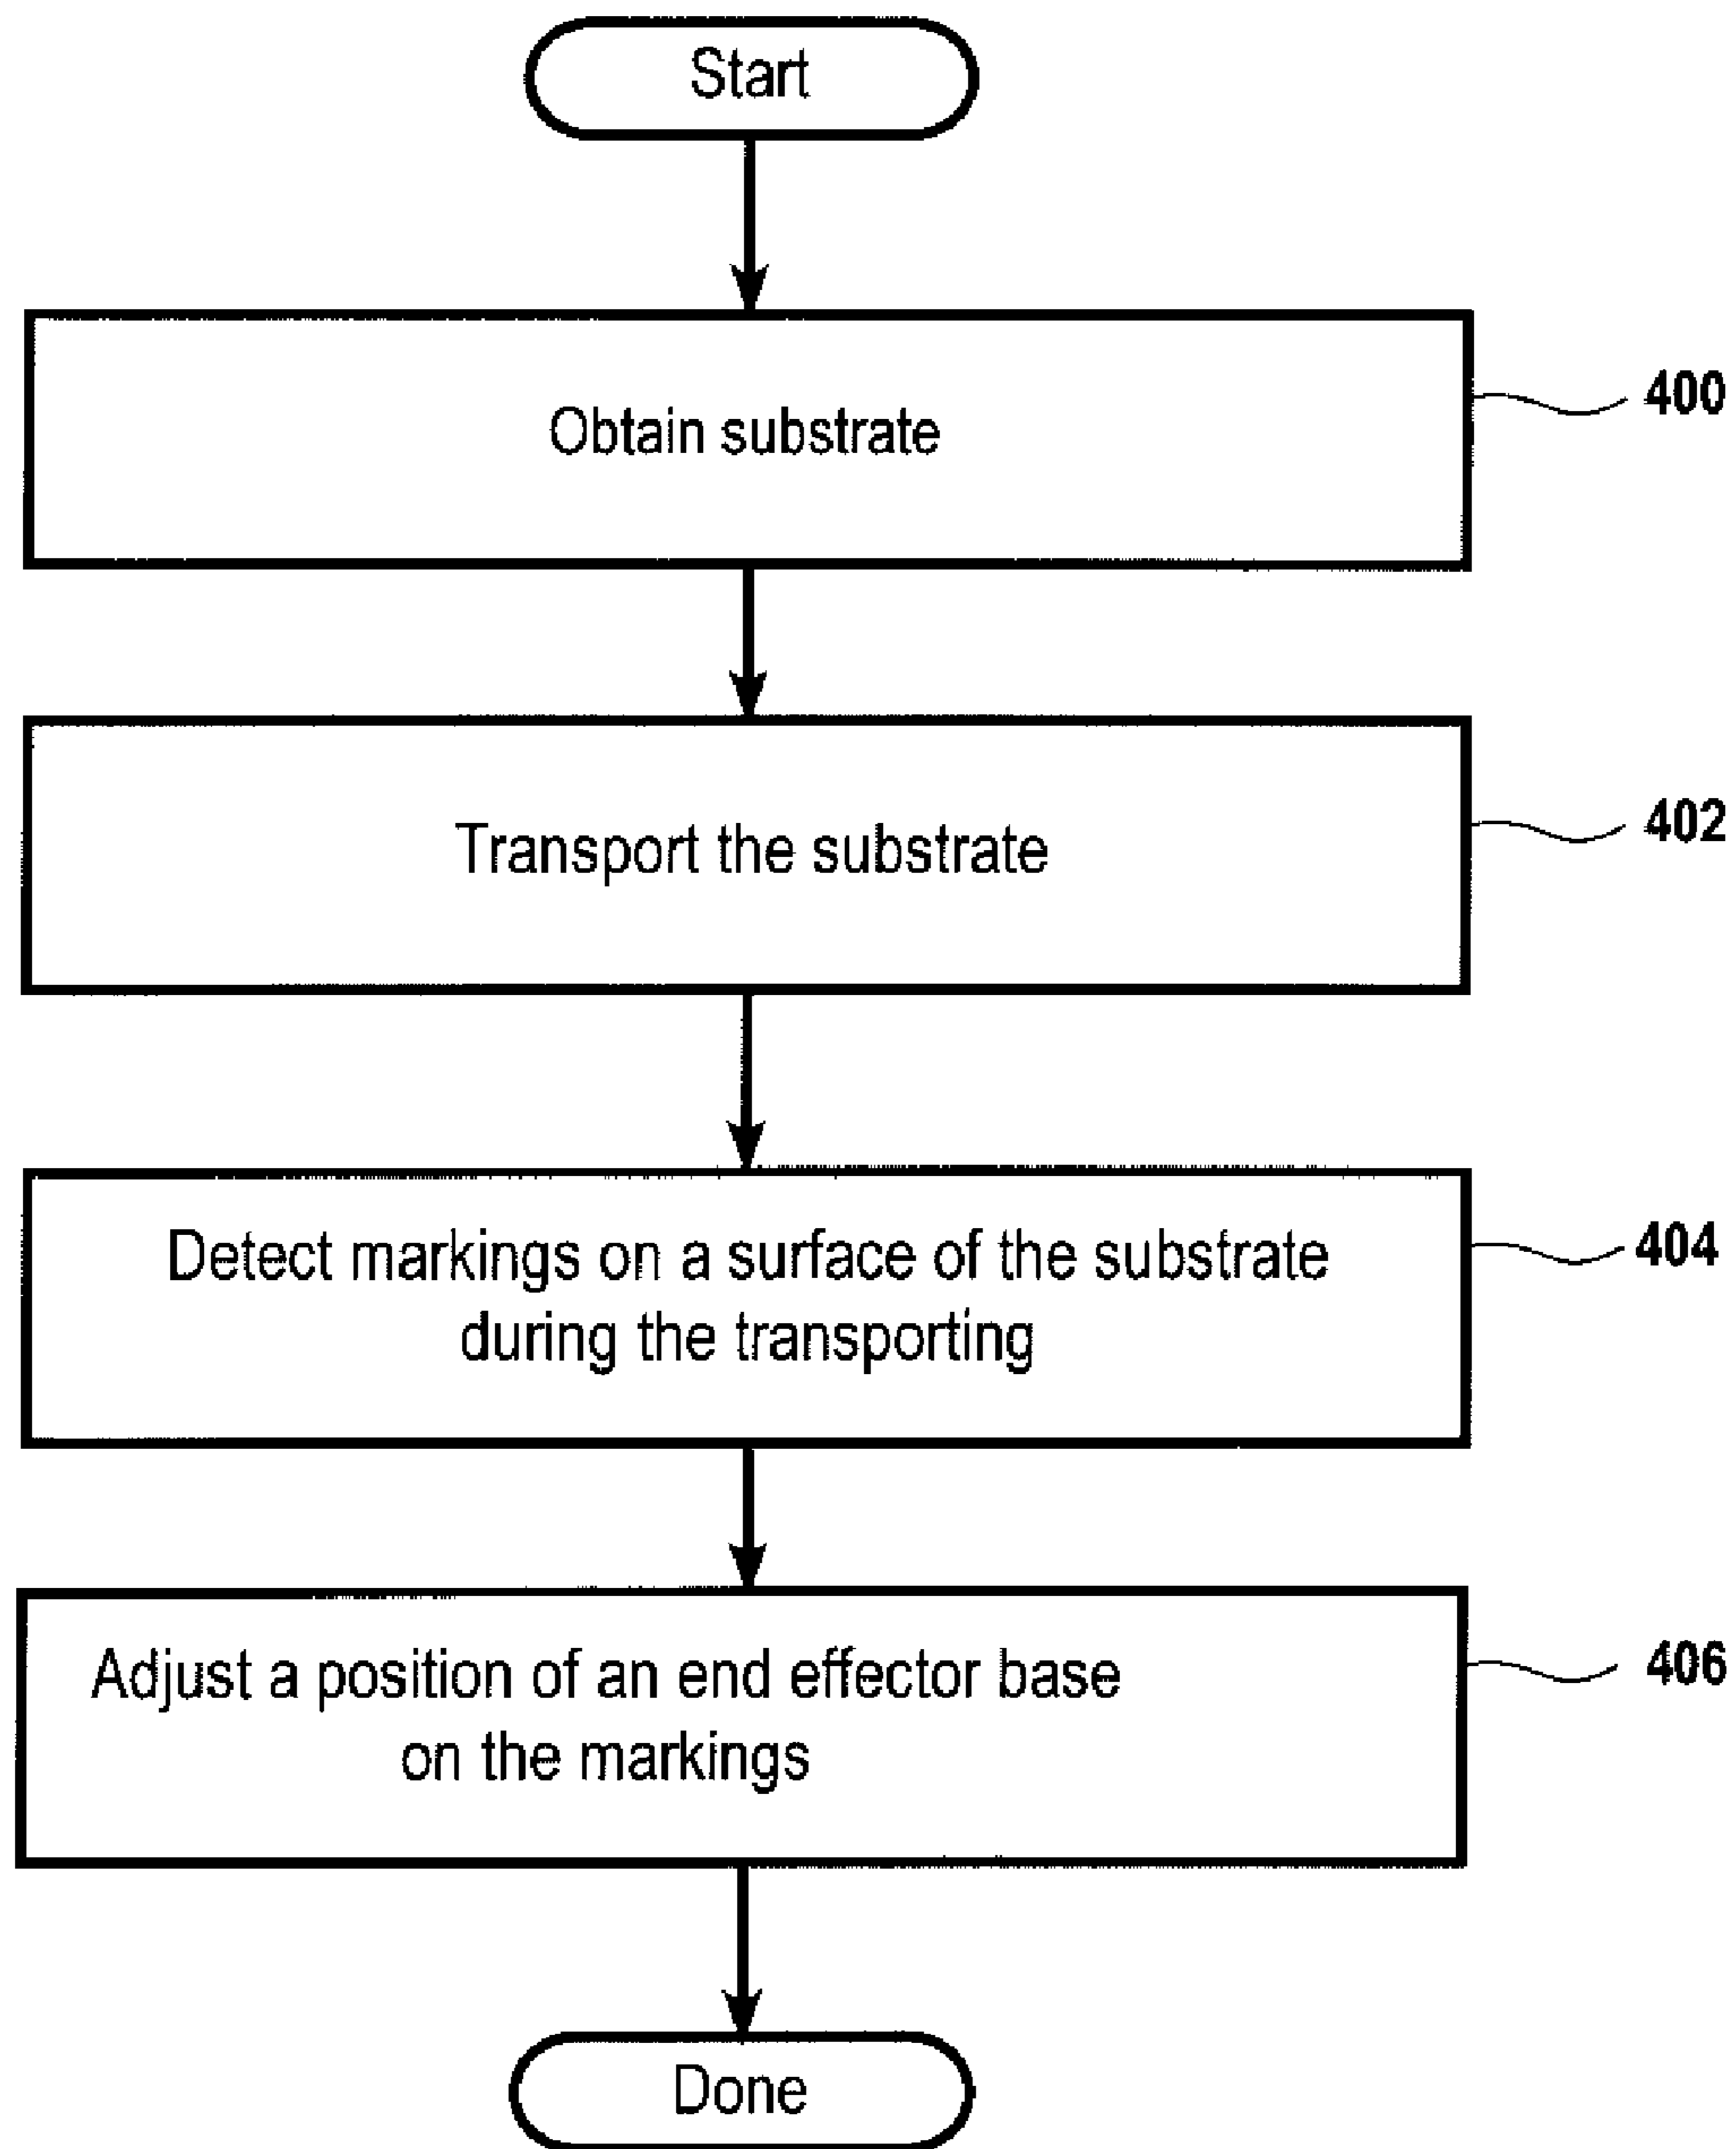 Start
Obtain substrate
400
Transport the substrate
402
Detect markings on a surface of the substrate
during the transporting
404
Adjust a position of an end effector base
on the markings
406
Done